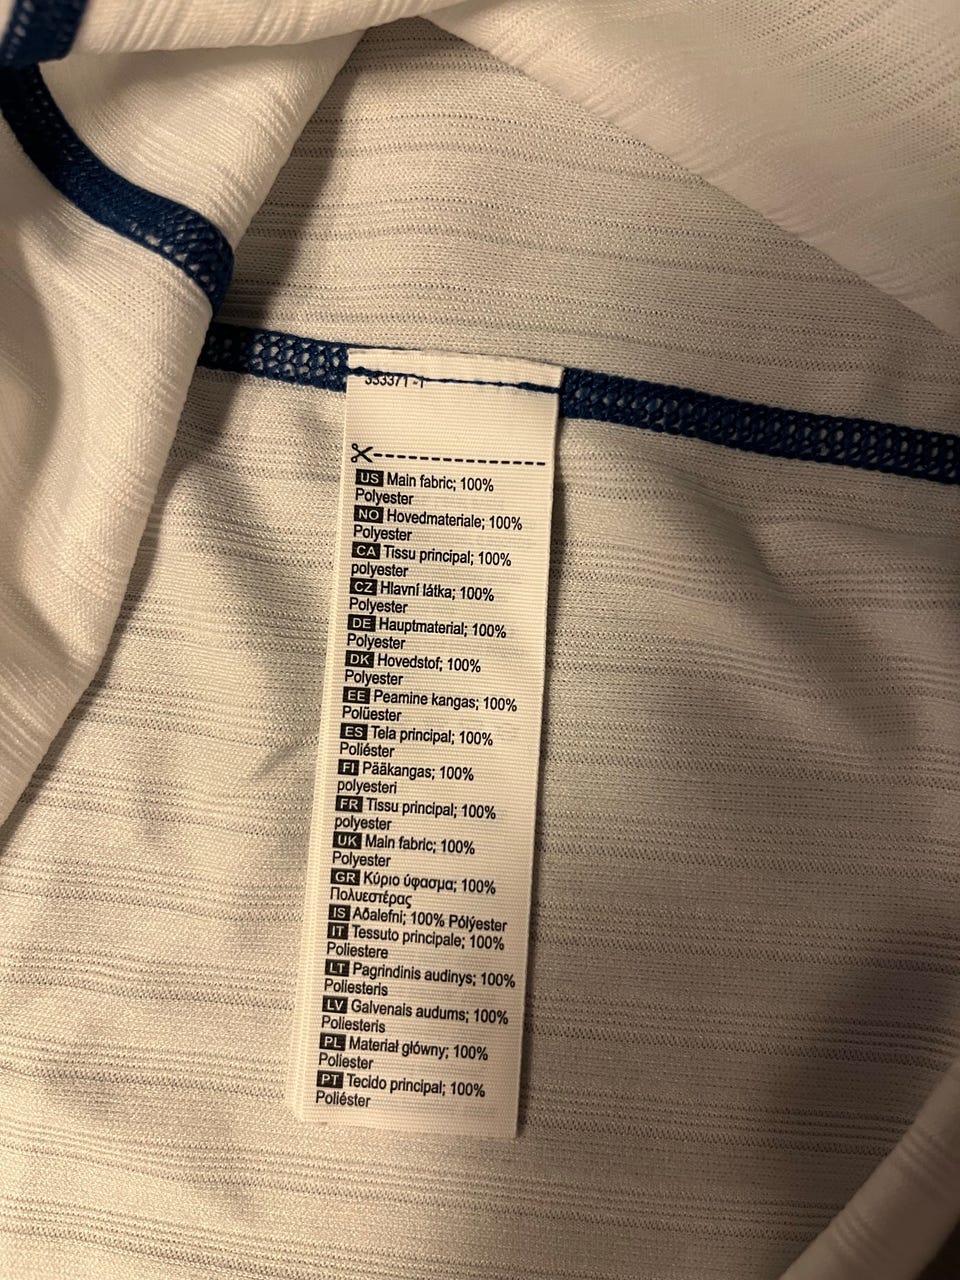 353371 -1
US Main fabric; 100%
Polyester
NO Hovedmateriale; 100%
Polyester
CA Tissu principal; 100%
polyester
CZ Hlavní látka; 100%
Polyester
DE Hauptmaterial; 100%
Polyester
DK Hovedstof; 100%
Polyester
EE Peamine kangas; 100%
Polüester
ES Tela principal; 100%
Poliéster
FI Pääkangas; 100%
polyesteri
FR Tissu principal; 100%
polyester
UK Main fabric; 100%
Polyester
GR Κύριο ύφασμα; 100%
Πολυεστέρας
IS Aðalefni; 100% Pólýester
IT Tessuto principale; 100%
Poliestere
LT Pagrindinis audinys; 100%
Poliesteris
LV Galvenais audums; 100%
Poliesteris
PL Materiał główny; 100%
Poliester
PT Tecido principal; 100%
Poliéster